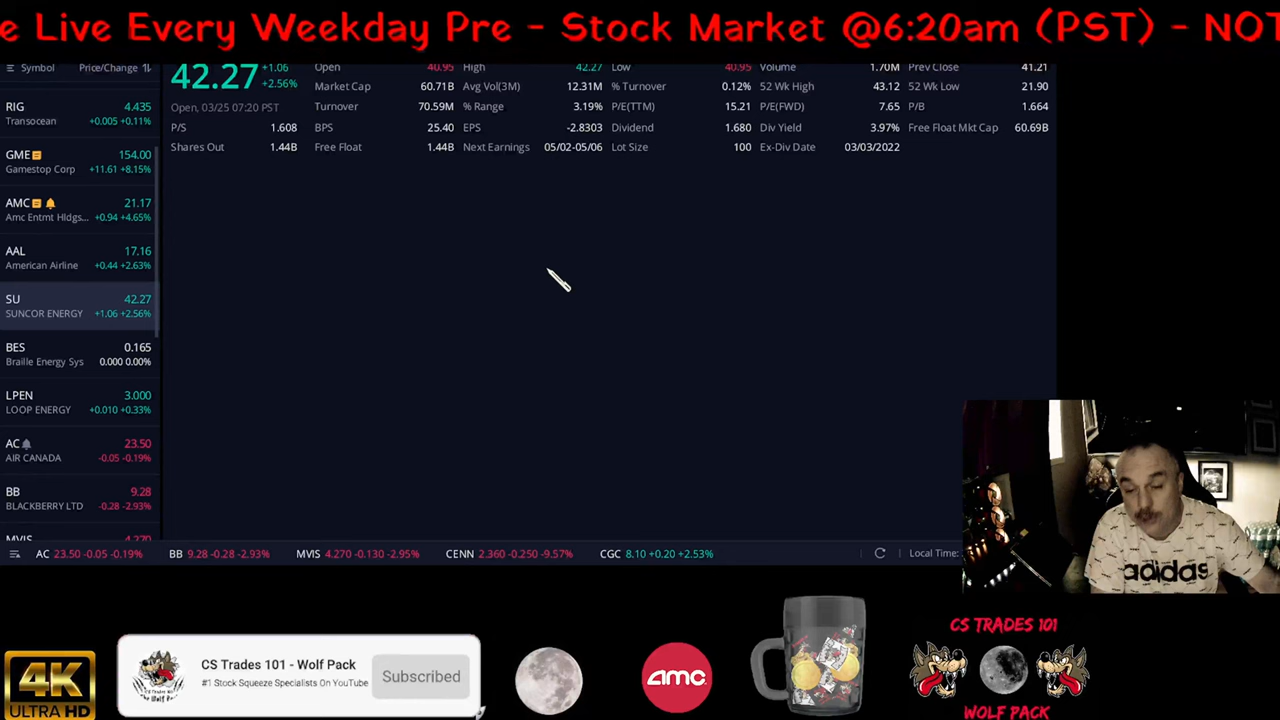 e Live Every Weekday Pre - Stock Market @6:20am (PST) - NOT
Symbol Price/Change
42.27 +1.06 +2.56%
Open 40.95 High 42.27 Low 40.95 Volume 1.70M Prev Close 41.21
Market Cap 60.71B Avg Vol(3M) 12.31M % Turnover 0.12% 52 Wk High 43.12 52 Wk Low 21.90
Open, 03/25 07:20 PST Turnover 70.59M % Range 3.19% P/E(TTM) 15.21 P/E(FWD) 7.65 P/B 1.664
P/S 1.608 BPS 25.40 EPS -2.8303 Dividend 1.680 Div Yield 3.97% Free Float Mkt Cap 60.69B
Shares Out 1.44B Free Float 1.44B Next Earnings 05/02-05/06 Lot Size 100 Ex-Div Date 03/03/2022
RIG 4.435
Transocean +0.005 +0.11%
GME 154.00
Gamestop Corp +11.61 +8.15%
AMC 21.17
Amc Entmt Hldgs... +0.94 +4.65%
AAL 17.16
American Airline +0.44 +2.63%
SU 42.27
SUNCOR ENERGY +1.06 +2.56%
BES 0.165
Braille Energy Sys 0.000 0.00%
LPEN 3.000
LOOP ENERGY +0.010 +0.33%
AC 23.50
AIR CANADA -0.05 -0.19%
BB 9.28
BLACKBERRY LTD -0.28 -2.93%
MVIS 4.270
AC 23.50 -0.05 -0.19% BB 9.28 -0.28 -2.93% MVIS 4.270 -0.130 -2.95% CENN 2.360 -0.250 -9.57% CGC 8.10 +0.20 +2.53% Local Time:
adidas
4K
ULTRA HD
CS Trades 101 - Wolf Pack
#1 Stock Squeeze Specialists On YouTube
Subscribed
amc
CS TRADES 101
WOLF PACK